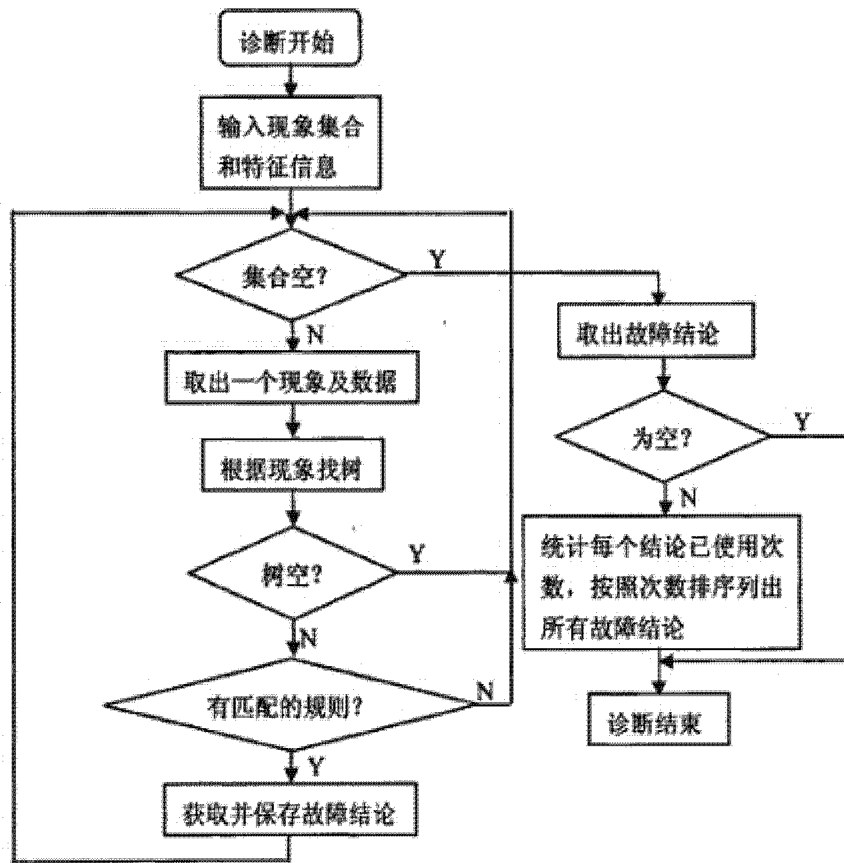 诊断开始
输入现象集合
和特征信息
集合空?
Y
N
取出一个现象及数据
根据现象找树
树空?
Y
N
有匹配的规则?
N
Y
获取并保存故障结论
取出故障结论
为空?
Y
N
统计每个结论已使用次
数，按照次数排序列出
所有故障结论
诊断结束